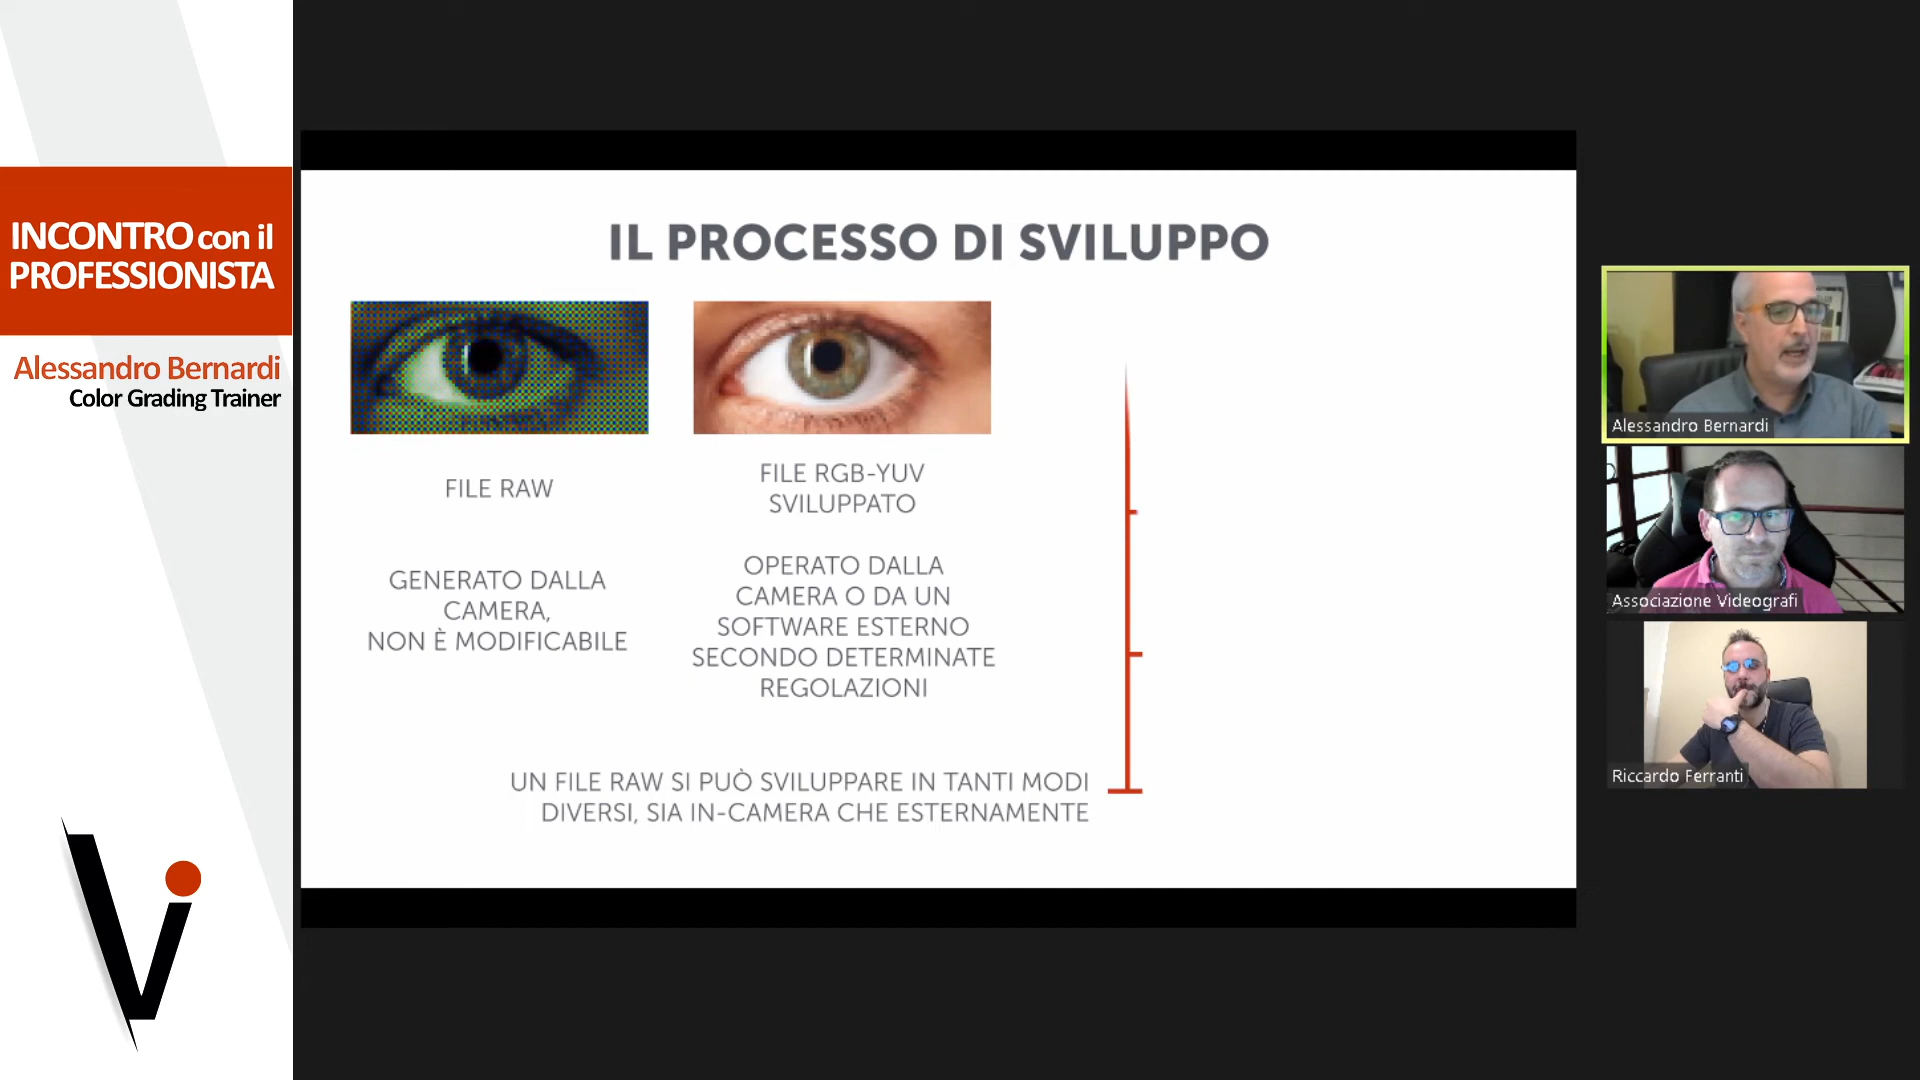 INCONTRO con il
PROFESSIONISTA
Alessandro Bernardi
Color Grading Trainer
IL PROCESSO DI SVILUPPO
FILE RAW
GENERATO DALLA
CAMERA,
NON È MODIFICABILE
FILE RGB-YUV
SVILUPPATO
OPERATO DALLA
CAMERA O DA UN
SOFTWARE ESTERNO
SECONDO DETERMINATE
REGOLAZIONI
UN FILE RAW SI PUÒ SVILUPPARE IN TANTI MODI
DIVERSI, SIA IN-CAMERA CHE ESTERNAMENTE
Alessandro Bernardi
Associazione Videografi
Riccardo Ferranti